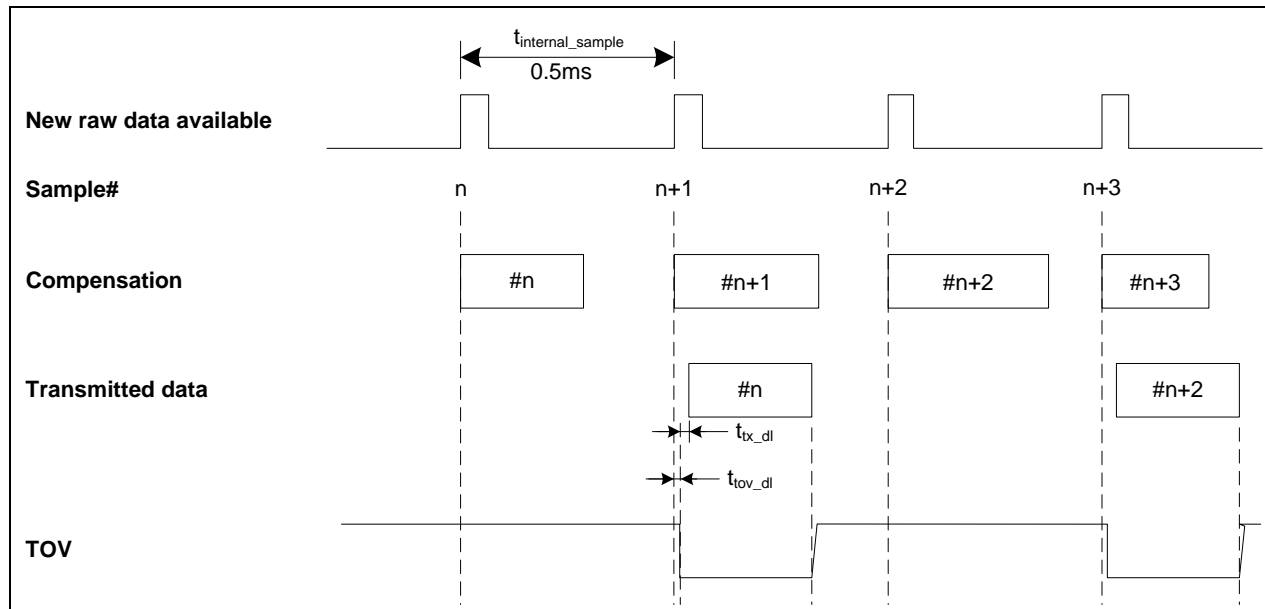 t_internal_sample
0.5ms
New raw data available
Sample#
n
n+1
n+2
n+3
Compensation
#n
#n+1
#n+2
#n+3
Transmitted data
#n
#n+2
t_tx_dl
t_tov_dl
TOV